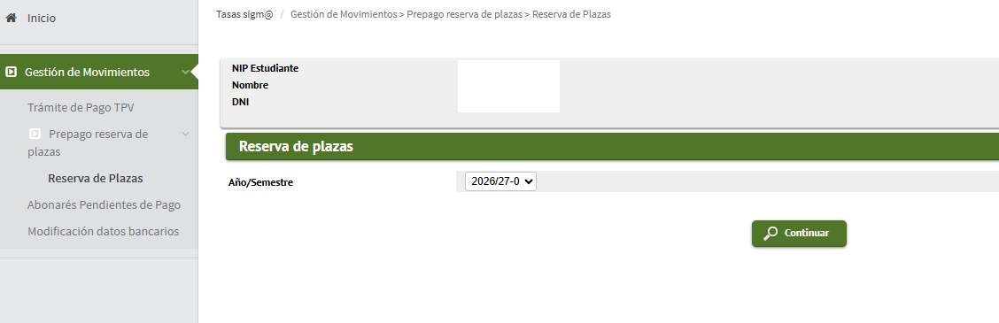 Inicio
Tasas sigm@ / Gestión de Movimientos > Prepago reserva de plazas > Reserva de Plazas
Gestión de Movimientos
Trámite de Pago TPV
Prepago reserva de
plazas
Reserva de Plazas
Abonarés Pendientes de Pago
Modificación datos bancarios
NIP Estudiante
Nombre
DNI
Reserva de plazas
Año/Semestre
2026/27-0
Continuar